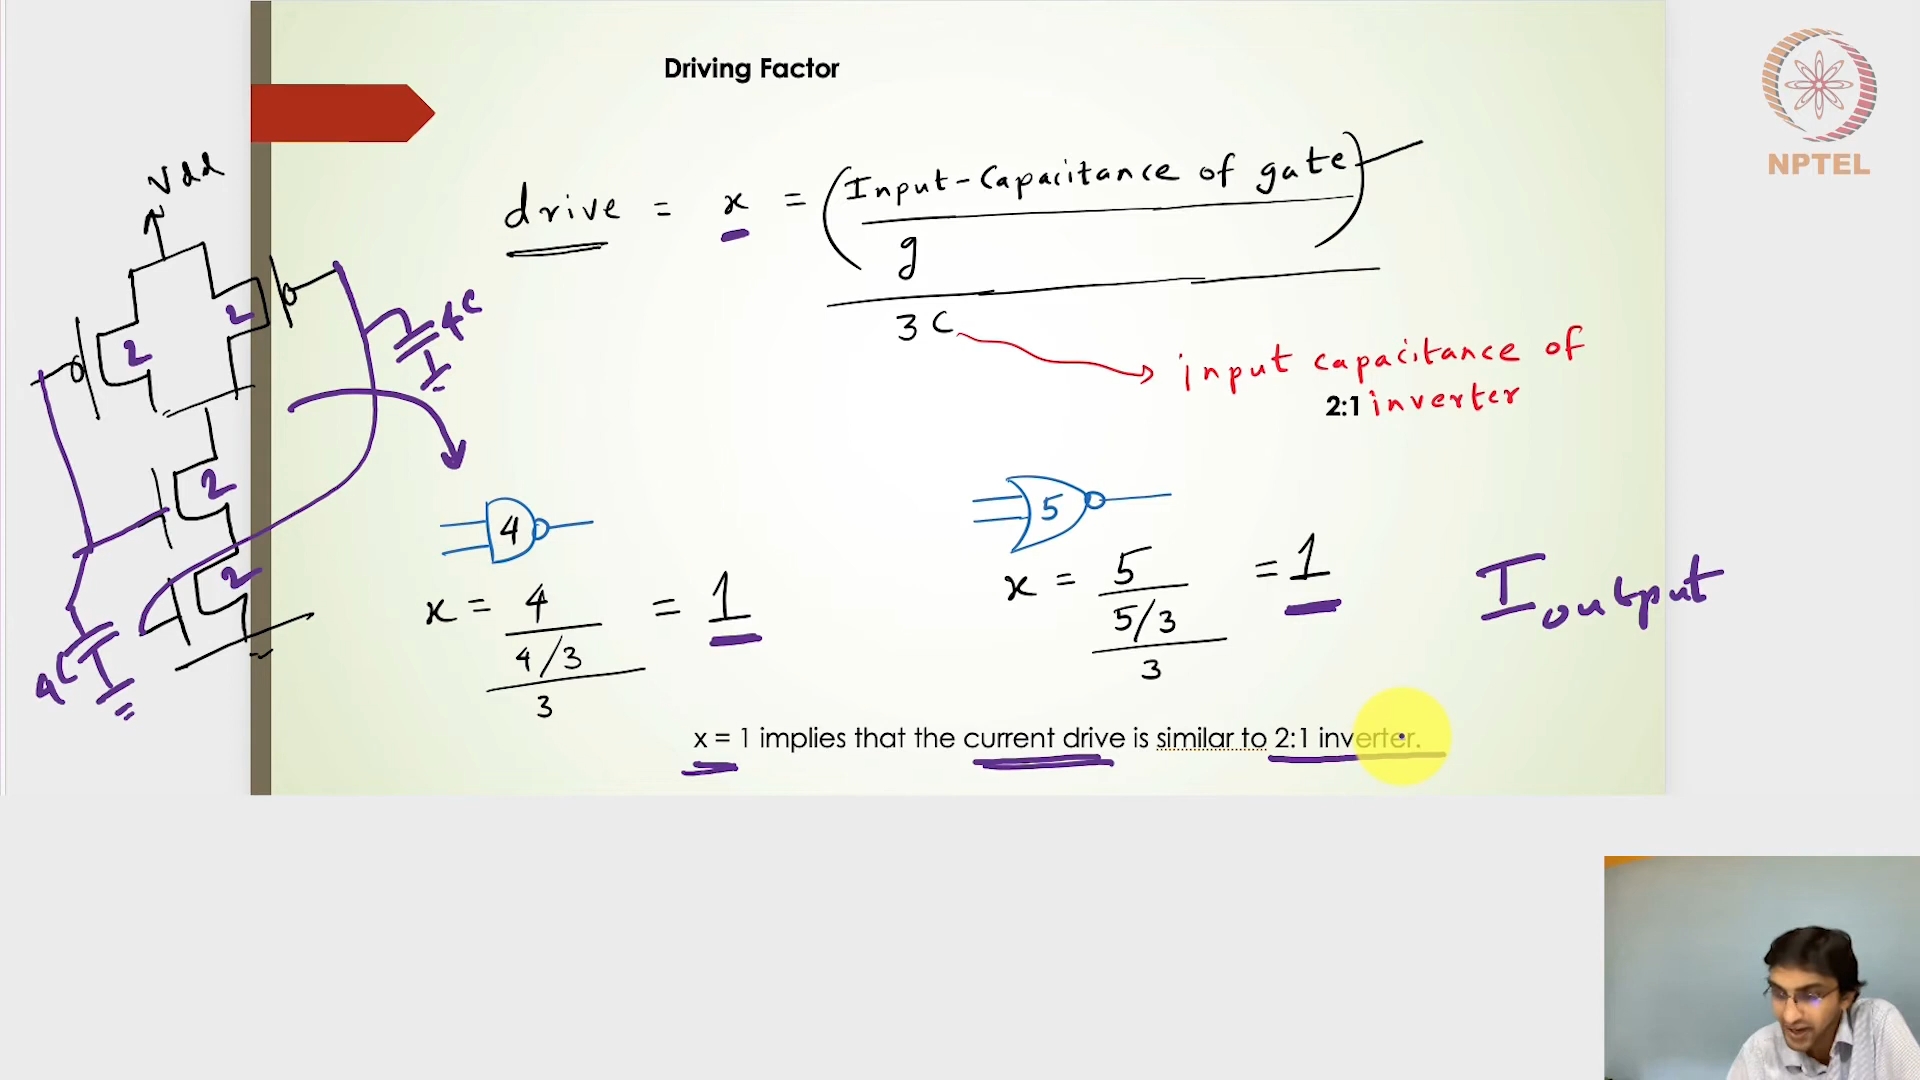 Driving Factor
NPTEL
Vdd
drive = x = (Input-Capacitance of gate)
g
3C
input capacitance of
2:1 inverter
2
2
4C
2
2
4C
4
x = 4
4/3
3
= 1
5
x = 5
5/3
3
= 1
I output
x = 1 implies that the current drive is similar to 2:1 inverter.